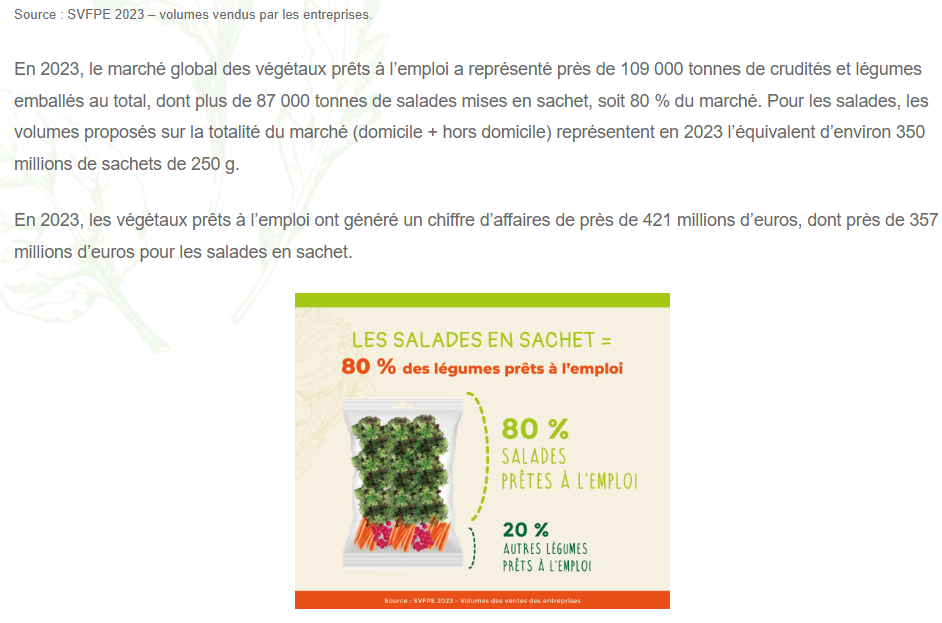 Source : SVFPE 2023 – volumes vendus par les entreprises.
En 2023, le marché global des végétaux prêts à l’emploi a représenté près de 109 000 tonnes de crudités et légumes
emballés au total, dont plus de 87 000 tonnes de salades mises en sachet, soit 80 % du marché. Pour les salades, les
volumes proposés sur la totalité du marché (domicile + hors domicile) représentent en 2023 l’équivalent d’environ 350
millions de sachets de 250 g.
En 2023, les végétaux prêts à l’emploi ont généré un chiffre d’affaires de près de 421 millions d’euros, dont près de 357
millions d’euros pour les salades en sachet.
LES SALADES EN SACHET =
80 % des légumes prêts à l’emploi
80 %
SALADES
PRÊTES À L'EMPLOI
20 %
AUTRES LÉGUMES
PRÊTS À L'EMPLOI
Source : SVFPE 2023 - Volumes des ventes des entreprises